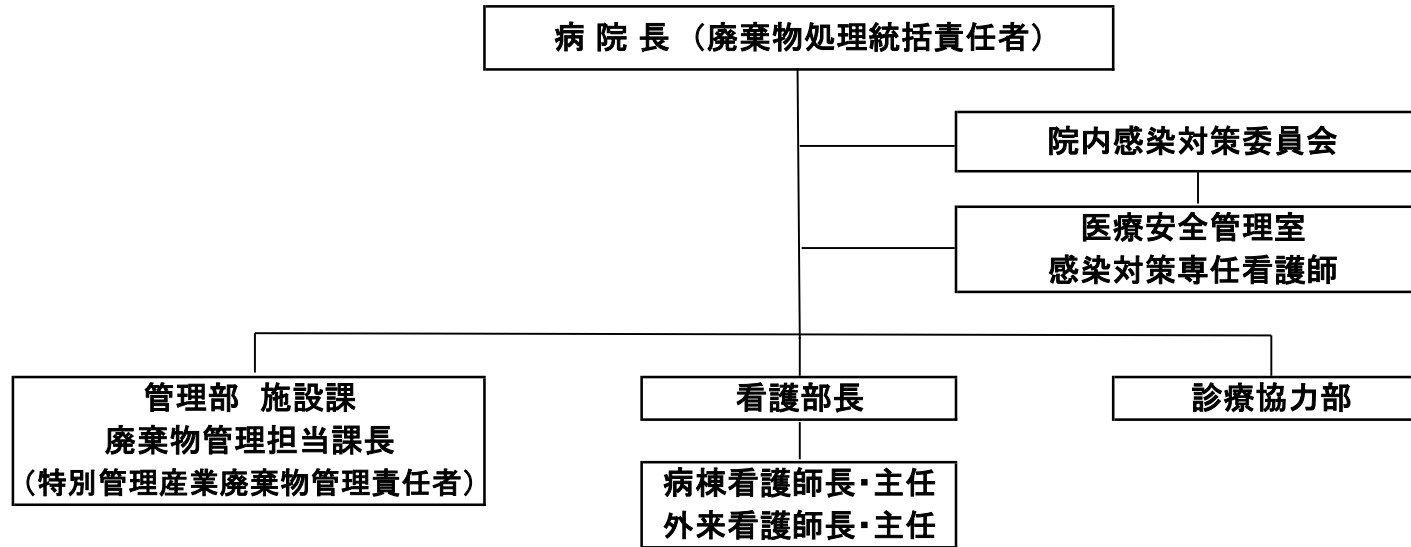 病 院 長 （廃棄物処理統括責任者）
院内感染対策委員会
医療安全管理室
感染対策専任看護師
管理部　施設課
廃棄物管理担当課長
（特別管理産業廃棄物管理責任者）
看護部長
診療協力部
病棟看護師長・主任
外来看護師長・主任